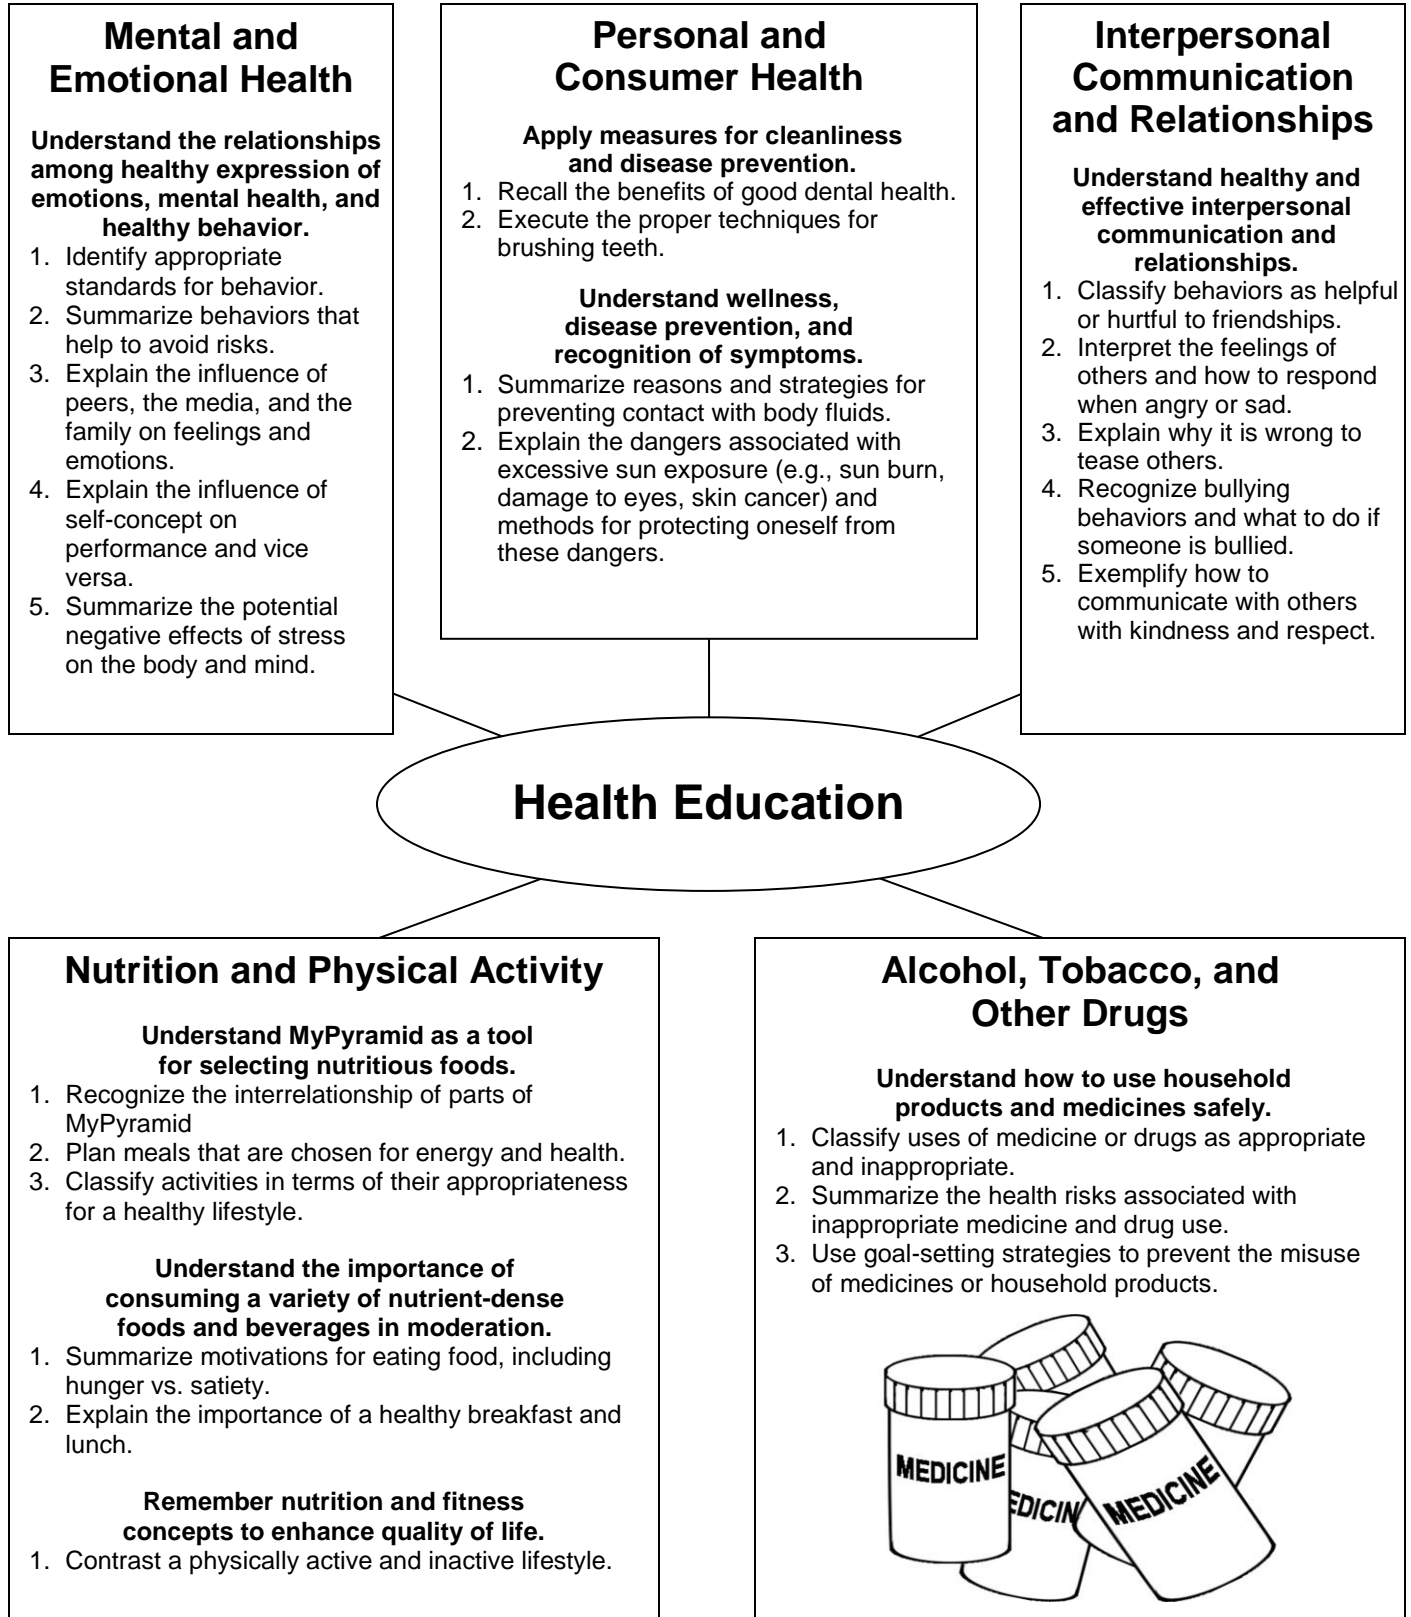 Mental and
Emotional Health
Understand the relationships
among healthy expression of
emotions, mental health, and
healthy behavior.
1. Identify appropriate
standards for behavior.
2. Summarize behaviors that
help to avoid risks.
3. Explain the influence of
peers, the media, and the
family on feelings and
emotions.
4. Explain the influence of
self-concept on
performance and vice
versa.
5. Summarize the potential
negative effects of stress
on the body and mind.
Personal and
Consumer Health
Apply measures for cleanliness
and disease prevention.
1. Recall the benefits of good dental health.
2. Execute the proper techniques for
brushing teeth.
Understand wellness,
disease prevention, and
recognition of symptoms.
1. Summarize reasons and strategies for
preventing contact with body fluids.
2. Explain the dangers associated with
excessive sun exposure (e.g., sun burn,
damage to eyes, skin cancer) and
methods for protecting oneself from
these dangers.
Interpersonal
Communication
and Relationships
Understand healthy and
effective interpersonal
communication and
relationships.
1. Classify behaviors as helpful
or hurtful to friendships.
2. Interpret the feelings of
others and how to respond
when angry or sad.
3. Explain why it is wrong to
tease others.
4. Recognize bullying
behaviors and what to do if
someone is bullied.
5. Exemplify how to
communicate with others
with kindness and respect.
Health Education
Nutrition and Physical Activity
Understand MyPyramid as a tool
for selecting nutritious foods.
1. Recognize the interrelationship of parts of
MyPyramid
2. Plan meals that are chosen for energy and health.
3. Classify activities in terms of their appropriateness
for a healthy lifestyle.
Understand the importance of
consuming a variety of nutrient-dense
foods and beverages in moderation.
1. Summarize motivations for eating food, including
hunger vs. satiety.
2. Explain the importance of a healthy breakfast and
lunch.
Remember nutrition and fitness
concepts to enhance quality of life.
1. Contrast a physically active and inactive lifestyle.
Alcohol, Tobacco, and
Other Drugs
Understand how to use household
products and medicines safely.
1. Classify uses of medicine or drugs as appropriate
and inappropriate.
2. Summarize the health risks associated with
inappropriate medicine and drug use.
3. Use goal-setting strategies to prevent the misuse
of medicines or household products.
MEDICINE
EDICIN
MEDICINE